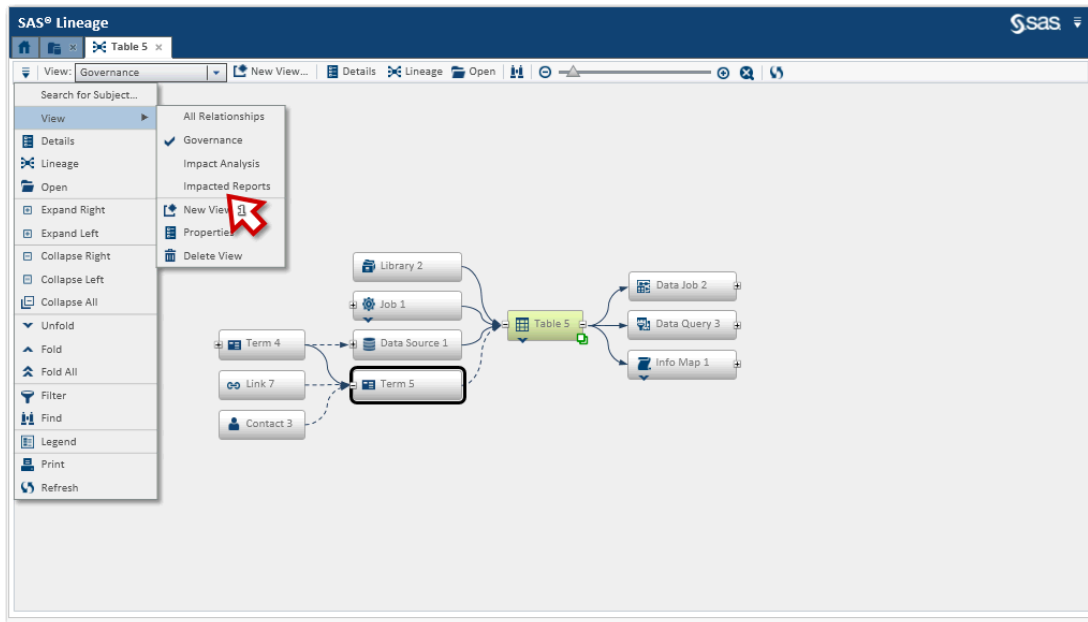 SAS® Lineage
sas
Table 5
View: Governance
New View...
Details
Lineage
Open
Search for Subject...
View
Details
Lineage
Open
Expand Right
Expand Left
Collapse Right
Collapse Left
Collapse All
Unfold
Fold
Fold All
Filter
Find
Legend
Print
Refresh
All Relationships
Governance
Impact Analysis
Impacted Reports
New View
1
Properties
Delete View
Library 2
Job 1
Term 4
Data Source 1
Link 7
Term 5
Contact 3
Table 5
Data Job 2
Data Query 3
Info Map 1